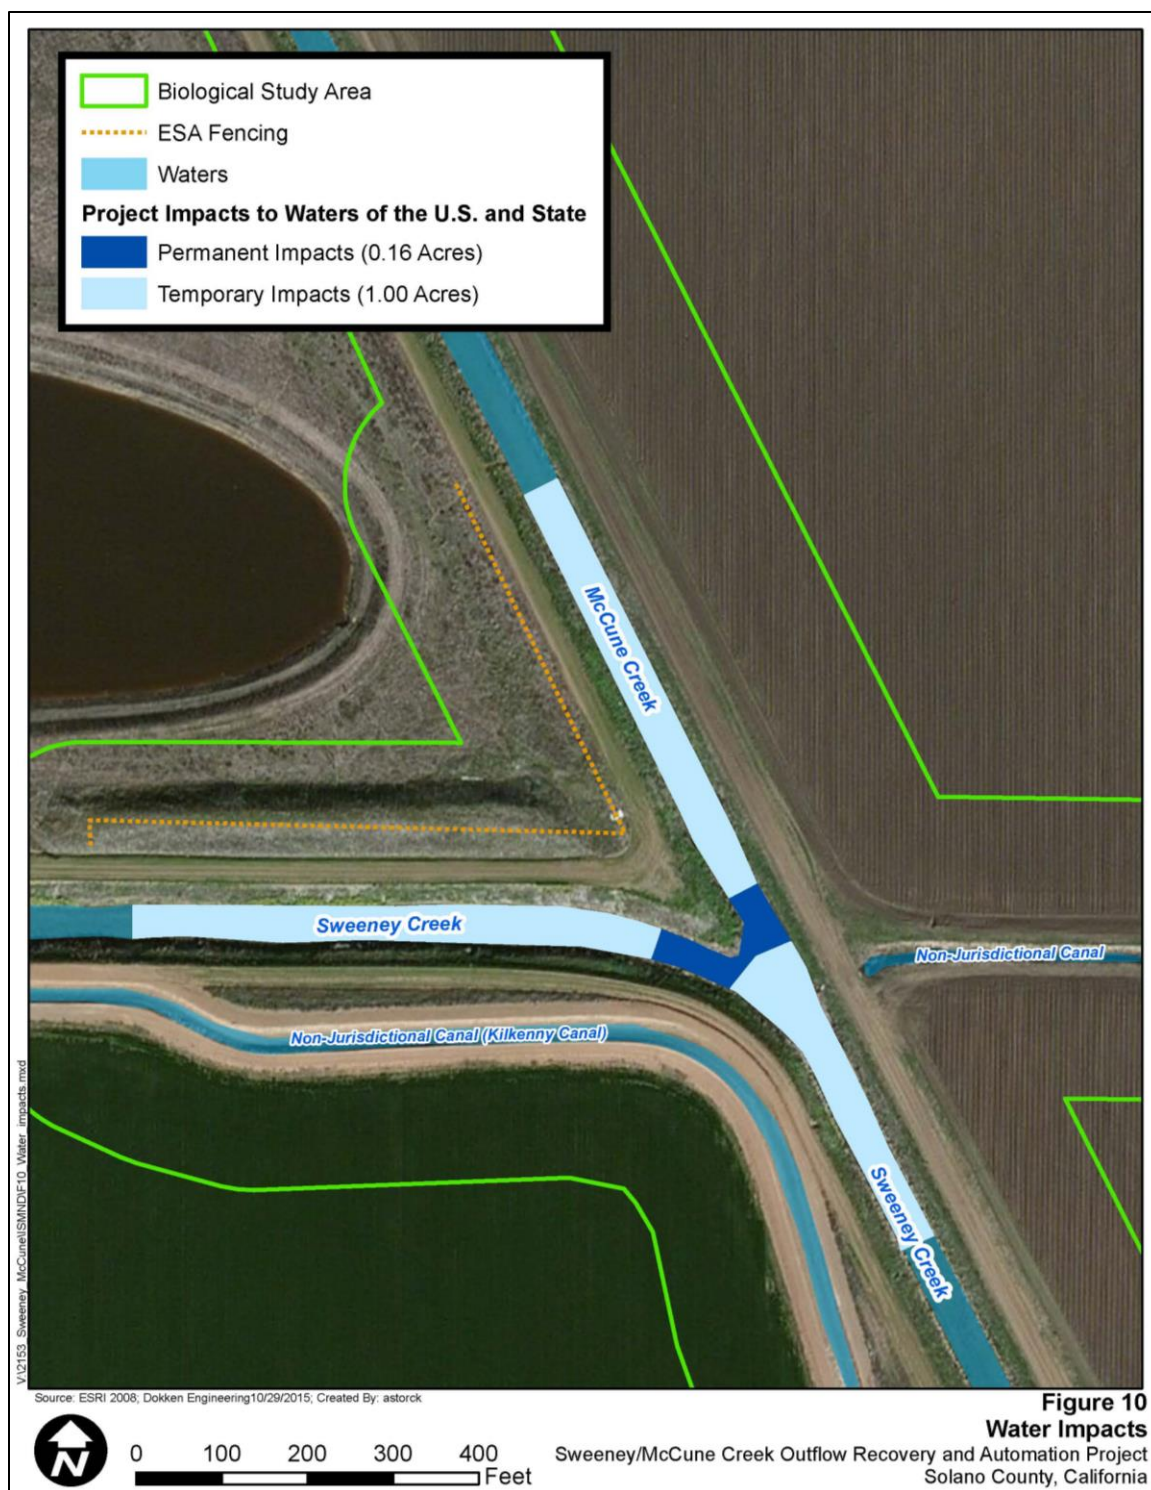 Biological Study Area
ESA Fencing
Waters
Project Impacts to Waters of the U.S. and State
Permanent Impacts (0.16 Acres)
Temporary Impacts (1.00 Acres)
McCune Creek
Sweeney Creek
Non-Jurisdictional Canal
Non-Jurisdictional Canal (Kilkenny Canal)
Sweeney Creek
V:\2153_Sweeney_McCune\ISMND\F10_Water_impacts.mxd
Source: ESRI 2008; Dokken Engineering10/29/2015; Created By: astorck
Figure 10
Water Impacts
Sweeney/McCune Creek Outflow Recovery and Automation Project
Solano County, California
N
0 100 200 300 400
Feet